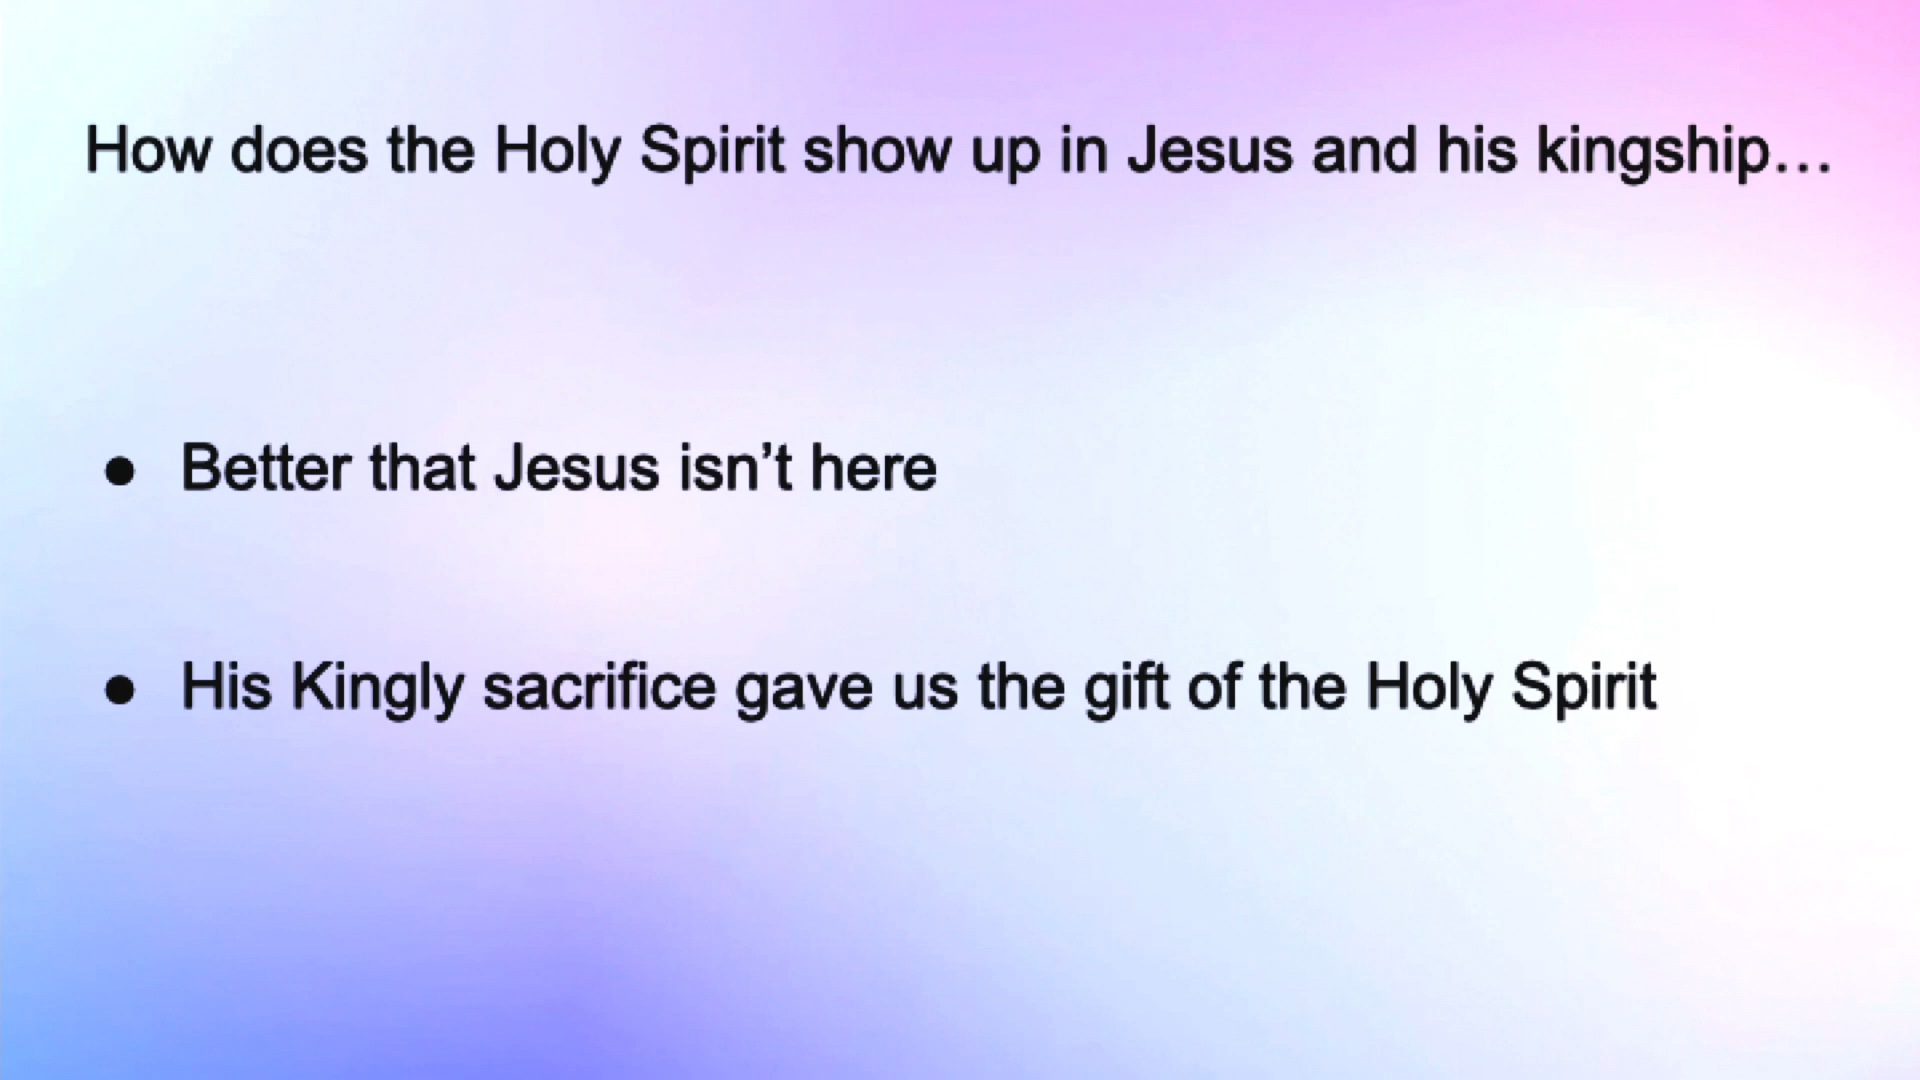 How does the Holy Spirit show up in Jesus and his kingship…
● Better that Jesus isn’t here
● His Kingly sacrifice gave us the gift of the Holy Spirit